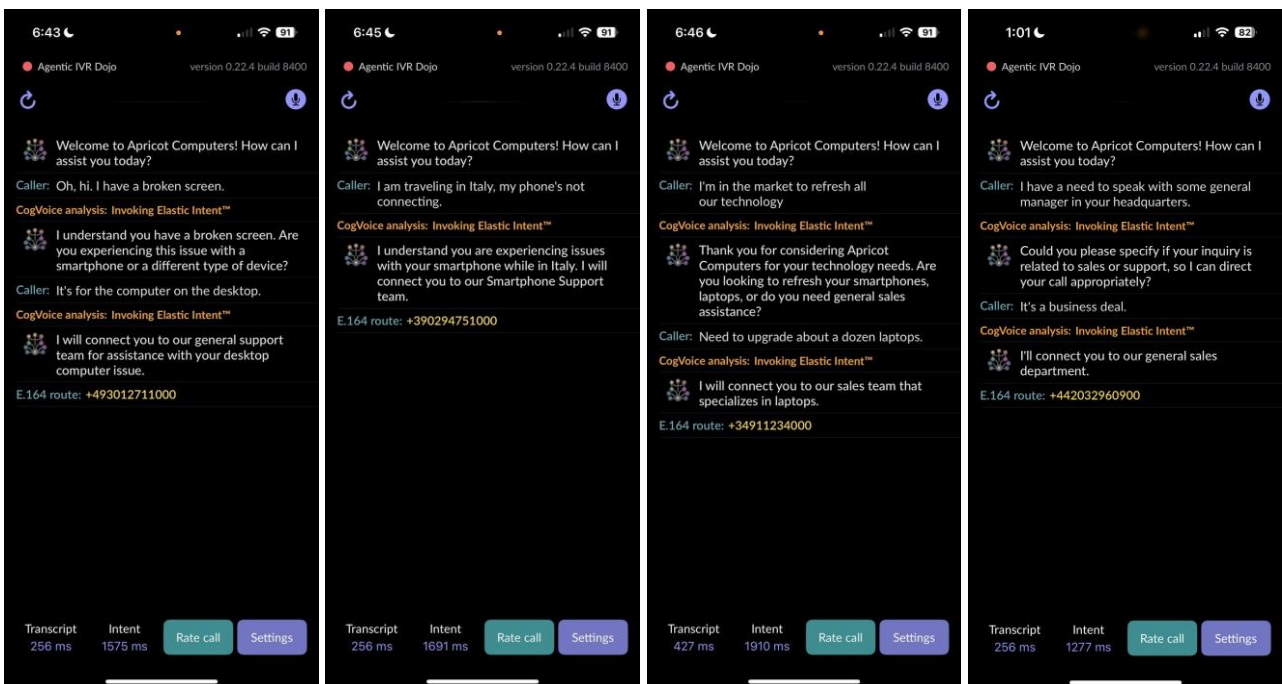 6:43
91
Agentic IVR Dojo
version 0.22.4 build 8400
Welcome to Apricot Computers! How can I
assist you today?
Caller: Oh, hi. I have a broken screen.
CogVoice analysis: Invoking Elastic Intent™
I understand you have a broken screen. Are
you experiencing this issue with a
smartphone or a different type of device?
Caller: It's for the computer on the desktop.
CogVoice analysis: Invoking Elastic Intent™
I will connect you to our general support
team for assistance with your desktop
computer issue.
E.164 route: +493012711000
Transcript
256 ms
Intent
1575 ms
Rate call
Settings
6:45
91
Agentic IVR Dojo
version 0.22.4 build 8400
Welcome to Apricot Computers! How can I
assist you today?
Caller: I am traveling in Italy, my phone's not
connecting.
CogVoice analysis: Invoking Elastic Intent™
I understand you are experiencing issues
with your smartphone while in Italy. I will
connect you to our Smartphone Support
team.
E.164 route: +390294751000
Transcript
256 ms
Intent
1691 ms
Rate call
Settings
6:46
91
Agentic IVR Dojo
version 0.22.4 build 8400
Welcome to Apricot Computers! How can I
assist you today?
Caller: I'm in the market to refresh all
our technology
CogVoice analysis: Invoking Elastic Intent™
Thank you for considering Apricot
Computers for your technology needs. Are
you looking to refresh your smartphones,
laptops, or do you need general sales
assistance?
Caller: Need to upgrade about a dozen laptops.
CogVoice analysis: Invoking Elastic Intent™
I will connect you to our sales team that
specializes in laptops.
E.164 route: +34911234000
Transcript
427 ms
Intent
1910 ms
Rate call
Settings
1:01
82
Agentic IVR Dojo
version 0.22.4 build 8400
Welcome to Apricot Computers! How can I
assist you today?
Caller: I have a need to speak with some general
manager in your headquarters.
CogVoice analysis: Invoking Elastic Intent™
Could you please specify if your inquiry is
related to sales or support, so I can direct
your call appropriately?
Caller: It's a business deal.
CogVoice analysis: Invoking Elastic Intent™
I'll connect you to our general sales
department.
E.164 route: +442032960900
Transcript
256 ms
Intent
1277 ms
Rate call
Settings